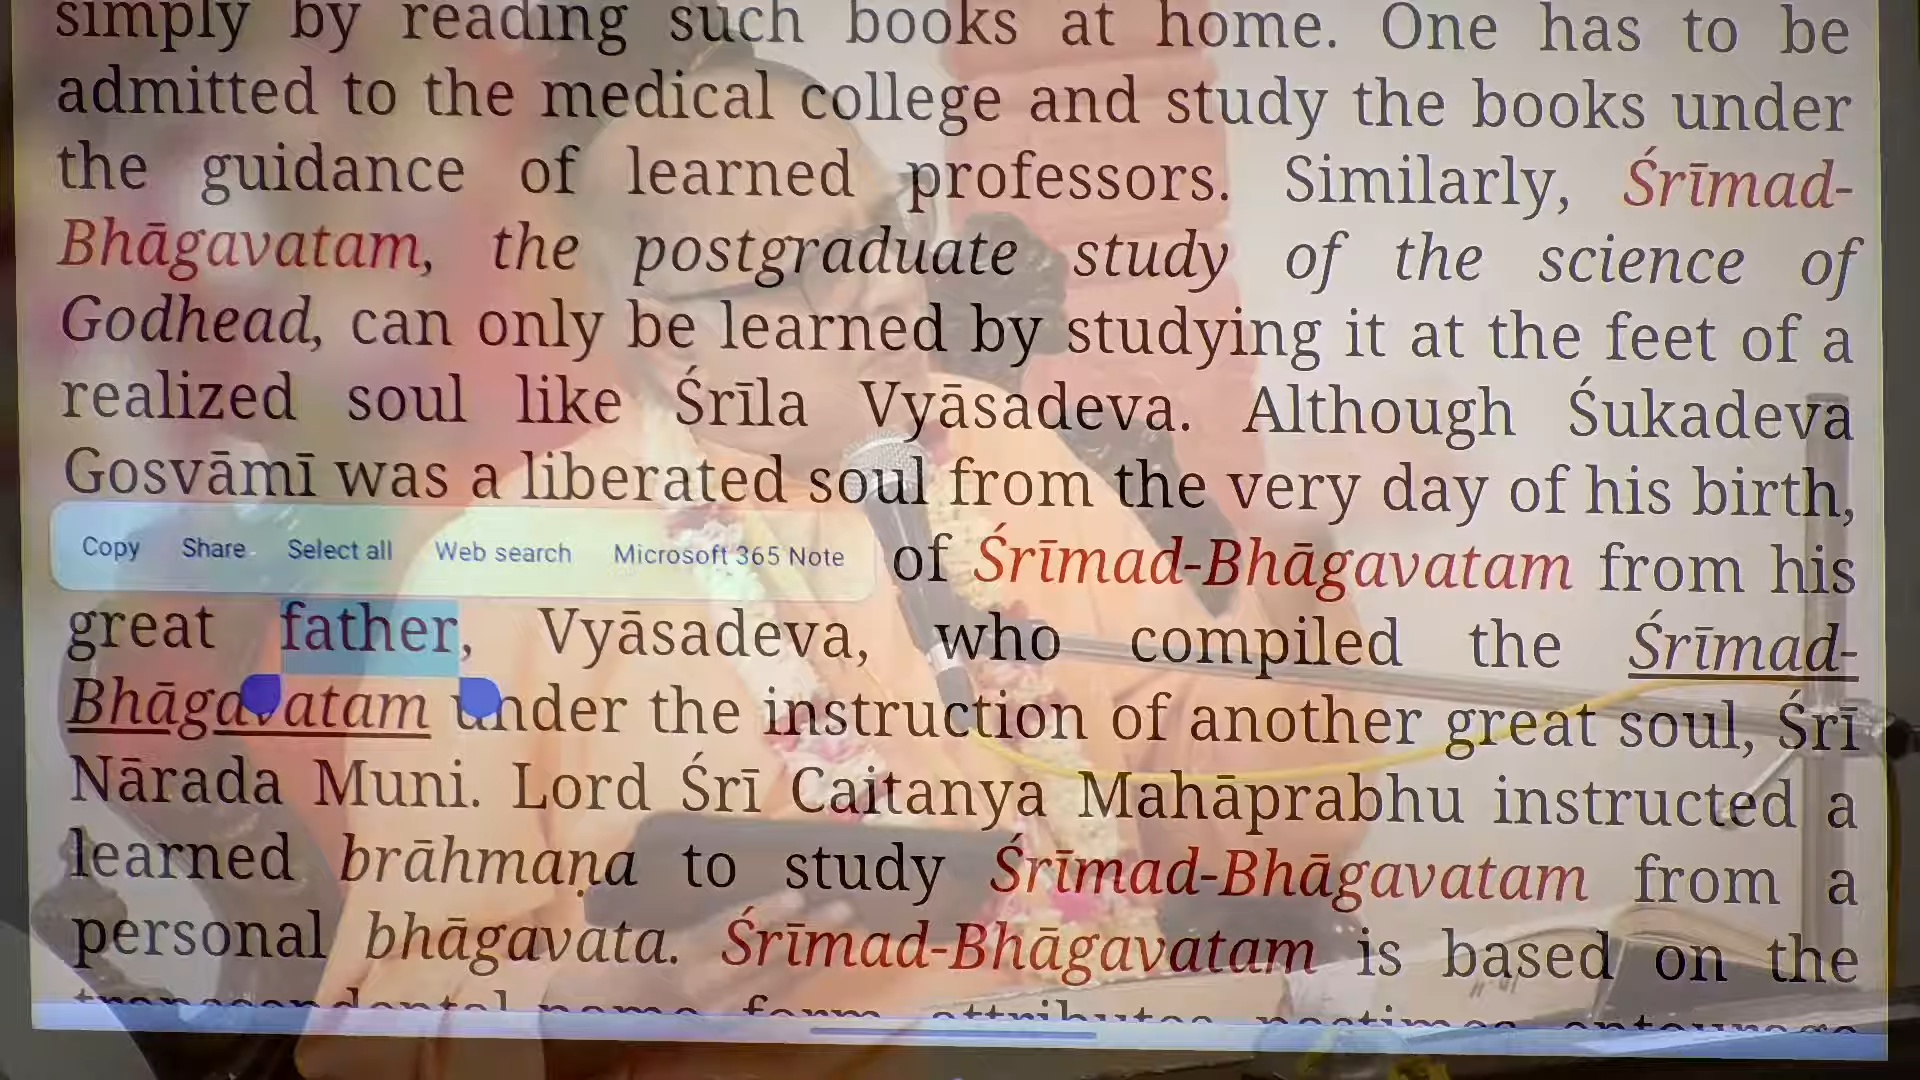 simply by reading such books at home. One has to be
admitted to the medical college and study the books under
the guidance of learned professors. Similarly, Śrīmad-
Bhāgavatam, the postgraduate study of the science of
Godhead, can only be learned by studying it at the feet of a
realized soul like Śrīla Vyāsadeva. Although Śukadeva
Gosvāmī was a liberated soul from the very day of his birth,
Copy Share Select all Web search Microsoft 365 Note
of Śrīmad-Bhāgavatam from his
great father, Vyāsadeva, who compiled the Śrīmad-
Bhāgavatam under the instruction of another great soul, Śrī
Nārada Muni. Lord Śrī Caitanya Mahāprabhu instructed a
learned brāhmaṇa to study Śrīmad-Bhāgavatam from a
personal bhāgavata. Śrīmad-Bhāgavatam is based on the